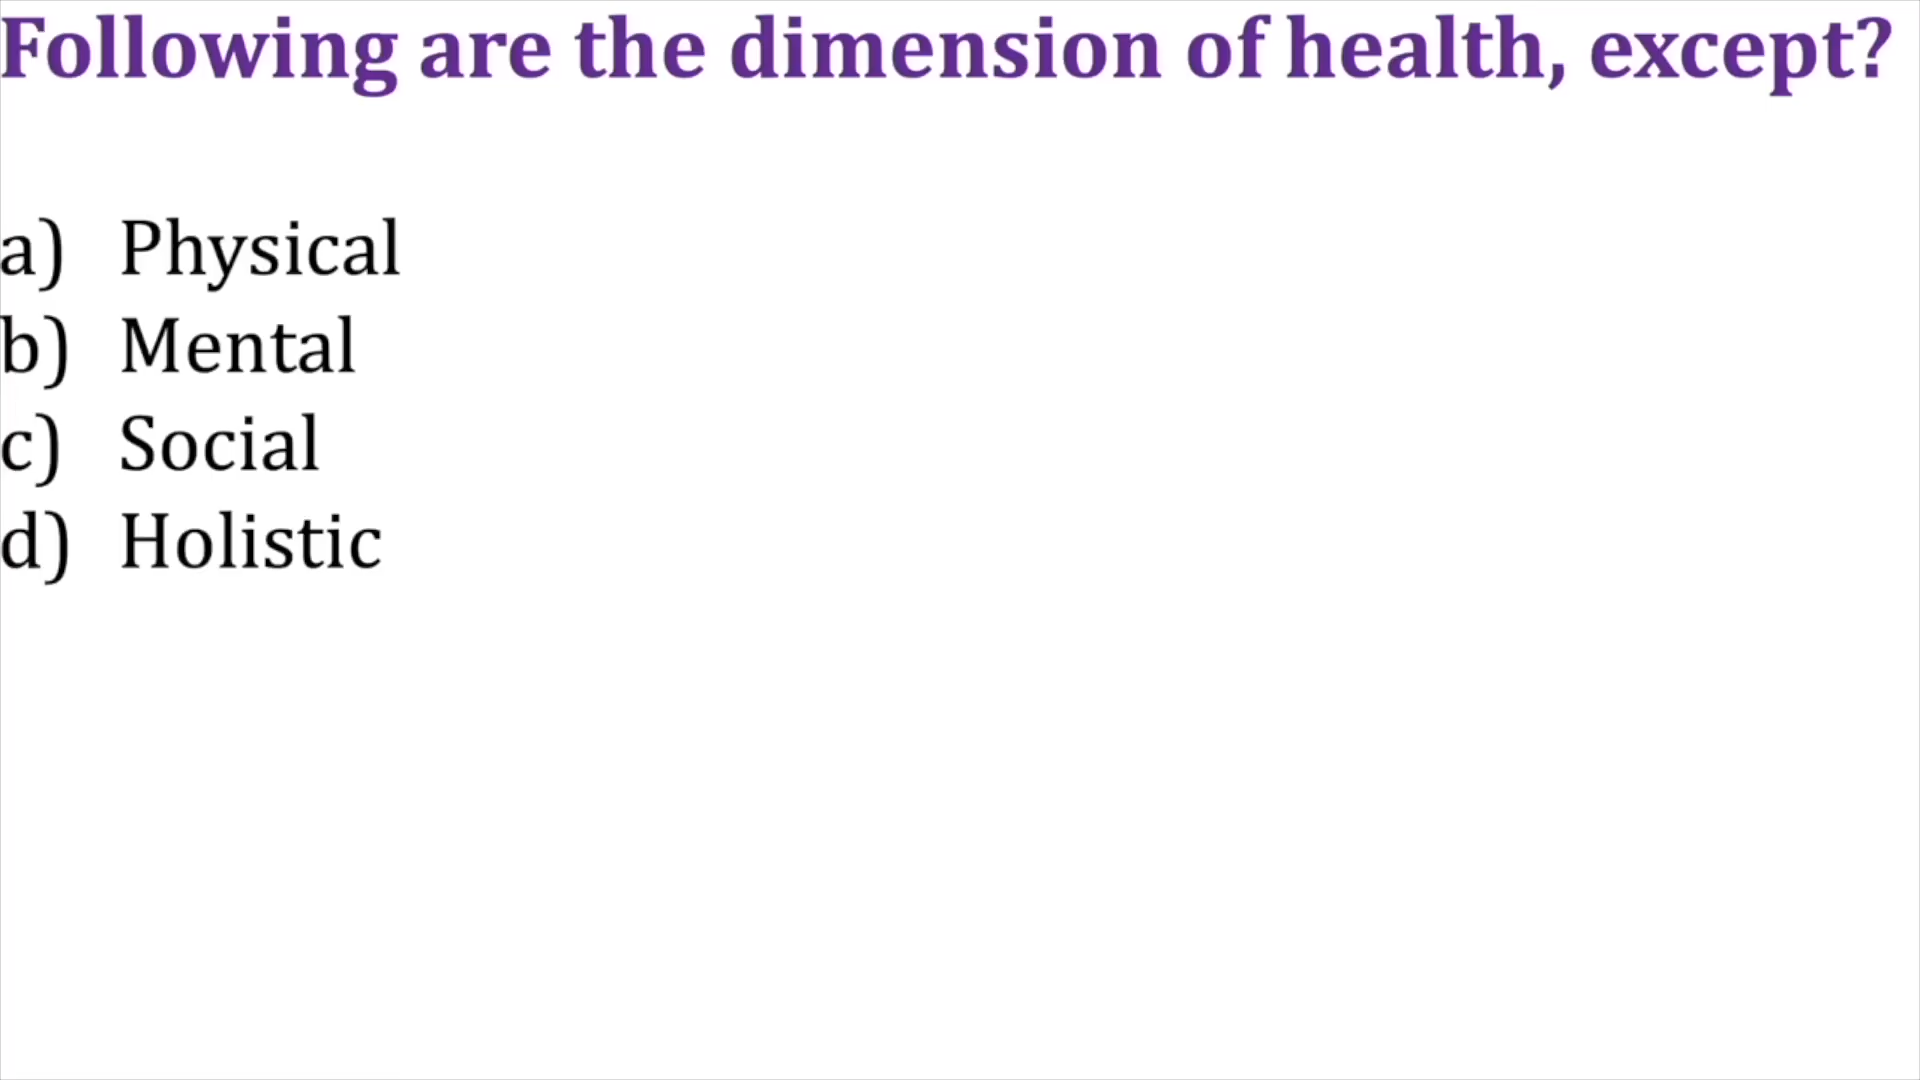 Following are the dimension of health, except?
a) Physical
b) Mental
c) Social
d) Holistic